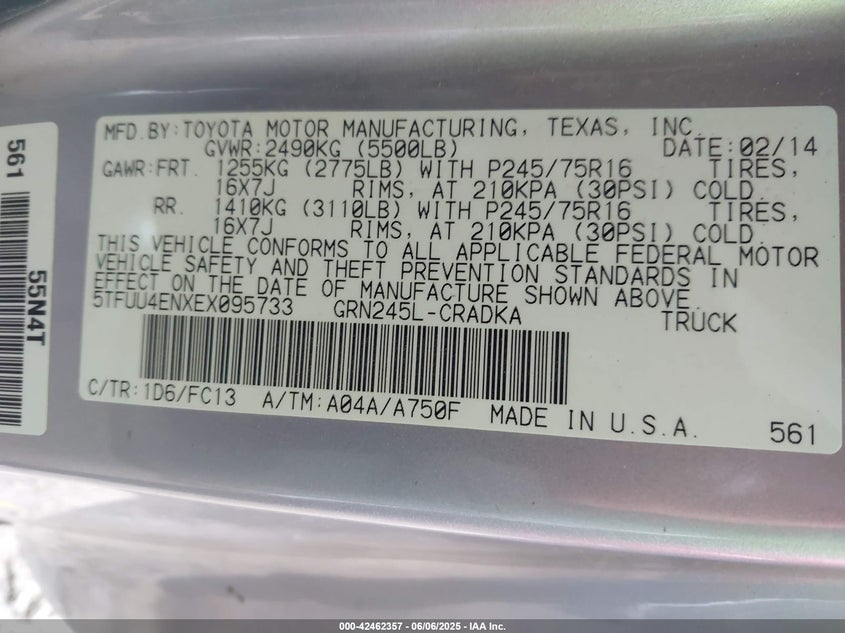 MFD.BY:TOYOTA MOTOR MANUFACTURING, TEXAS, INC.
GVWR:2490KG (5500LB) DATE:02/14
GAWR:FRT. 1255KG (2775LB) WITH P245/75R16 TIRES,
16X7J RIMS, AT 210KPA (30PSI) COLD.
RR. 1410KG (3110LB) WITH P245/75R16 TIRES,
16X7J RIMS, AT 210KPA (30PSI) COLD.
THIS VEHICLE CONFORMS TO ALL APPLICABLE FEDERAL MOTOR
VEHICLE SAFETY AND THEFT PREVENTION STANDARDS IN
EFFECT ON THE DATE OF MANUFACTURE SHOWN ABOVE.
5TFUU4ENXEX095733 GRN245L-CRADKA TRUCK
C/TR:1D6/FC13 A/TM:A04A/A750F MADE IN U.S.A. 561
561
55N4T
000-42462357 - 06/06/2025 - IAA Inc.